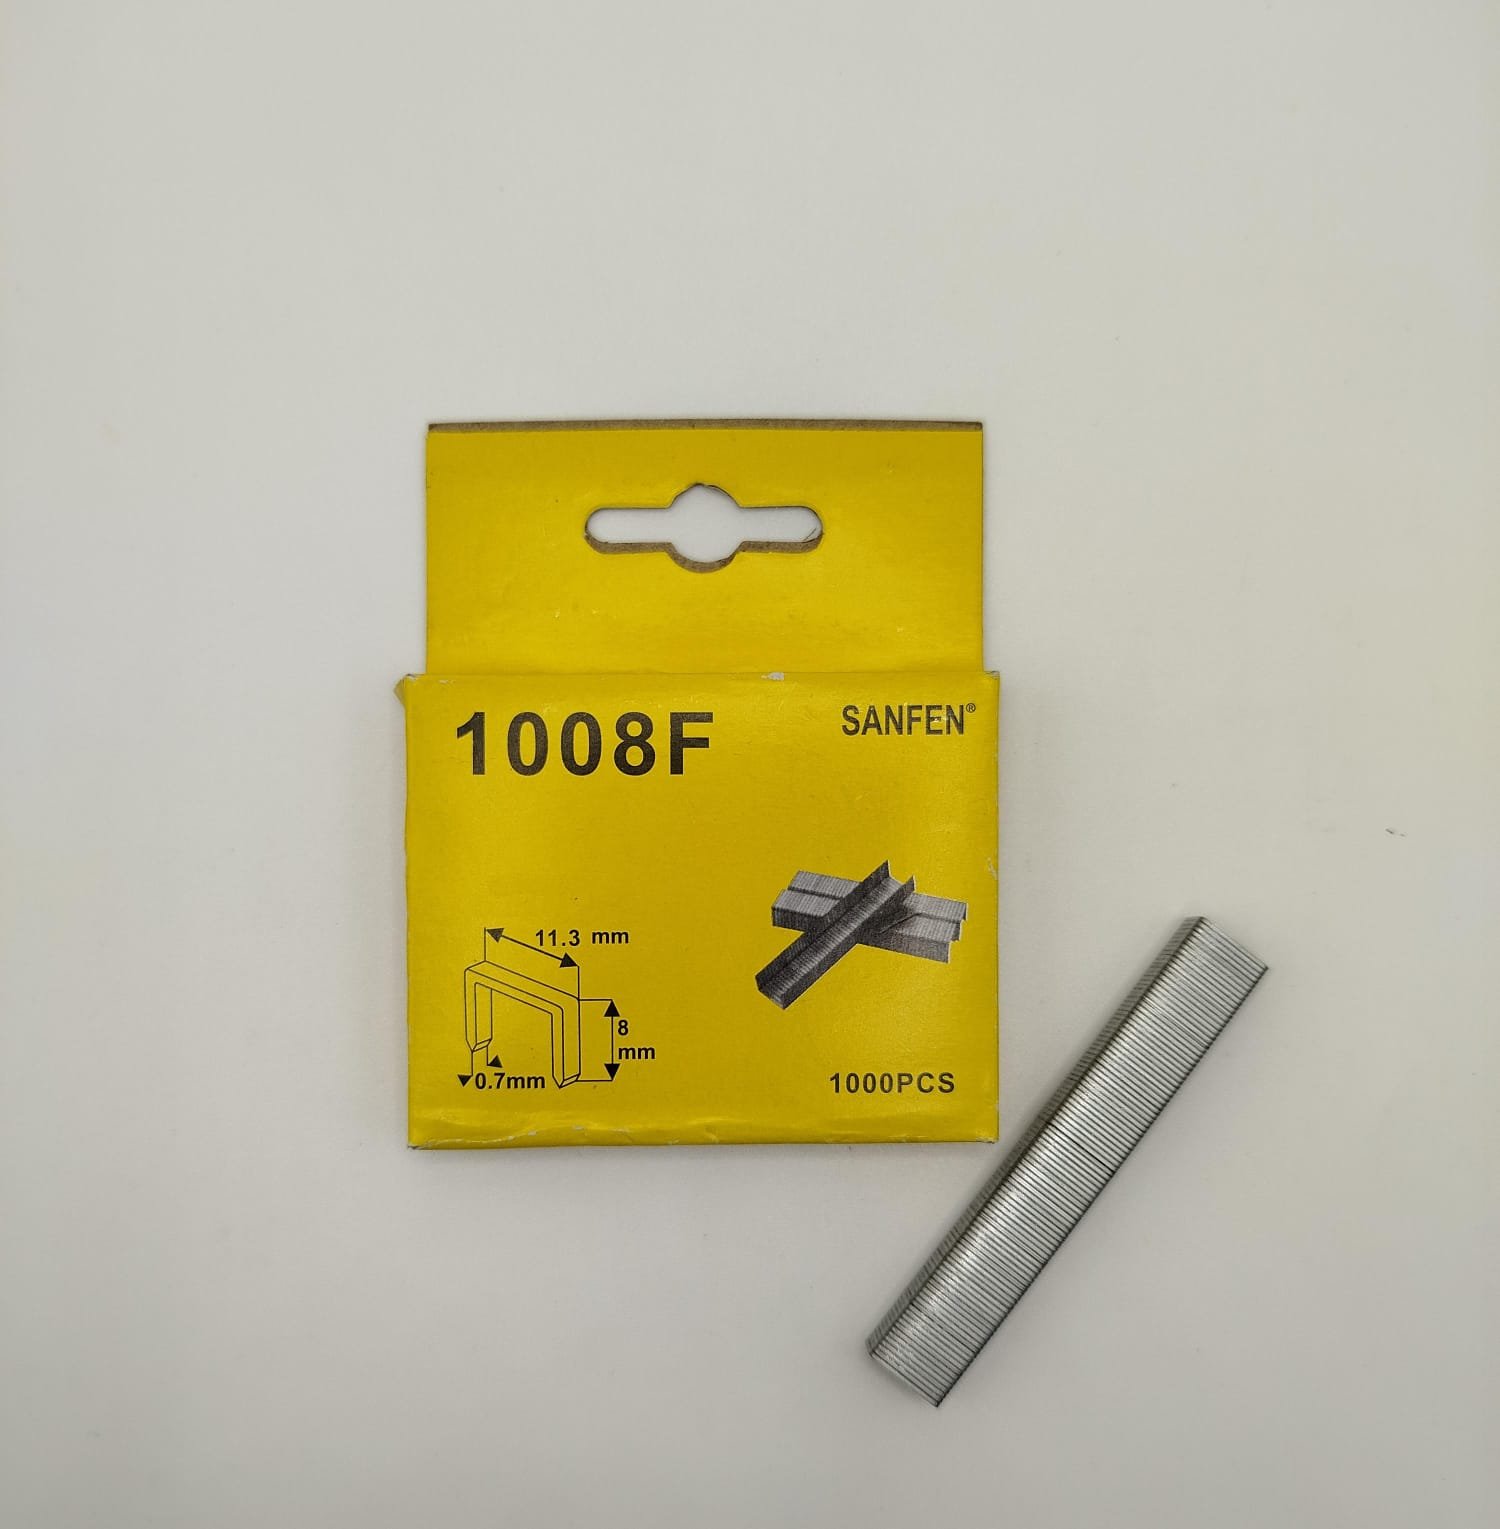 1008F
SANFEN®
11.3 mm
8
mm
0.7mm
1000PCS